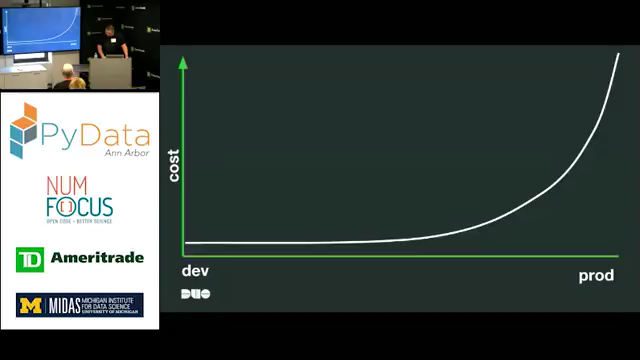 PyData
Ann Arbor
NUM
FOCUS
OPEN CODE = BETTER SCIENCE
TD Ameritrade
M MIDAS
MICHIGAN INSTITUTE
FOR DATA SCIENCE
UNIVERSITY OF MICHIGAN
cost
dev
prod
DUO